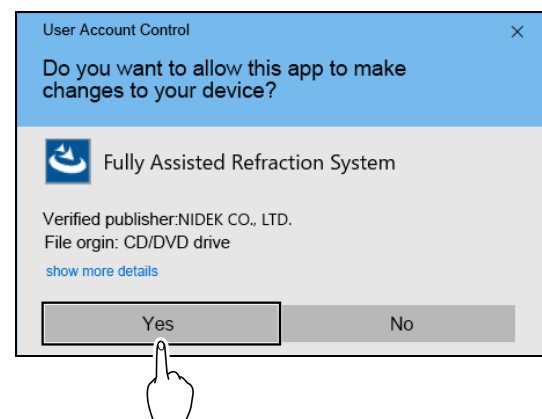 User Account Control
Do you want to allow this app to make
changes to your device?
Fully Assisted Refraction System
Verified publisher:NIDEK CO., LTD.
File orgin: CD/DVD drive
show more details
Yes
No